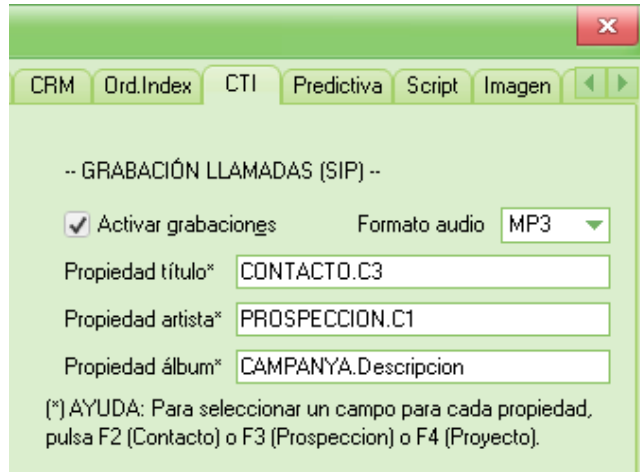 CRM Ord.Index CTI Predictiva Script Imagen
-- GRABACIÓN LLAMADAS (SIP) --
Activar grabaciones Formato audio MP3
Propiedad título* CONTACTO.C3
Propiedad artista* PROSPECCION.C1
Propiedad álbum* CAMPANYA.Descripcion
(*) AYUDA: Para seleccionar un campo para cada propiedad,
pulsa F2 (Contacto) o F3 (Prospeccion) o F4 (Proyecto).